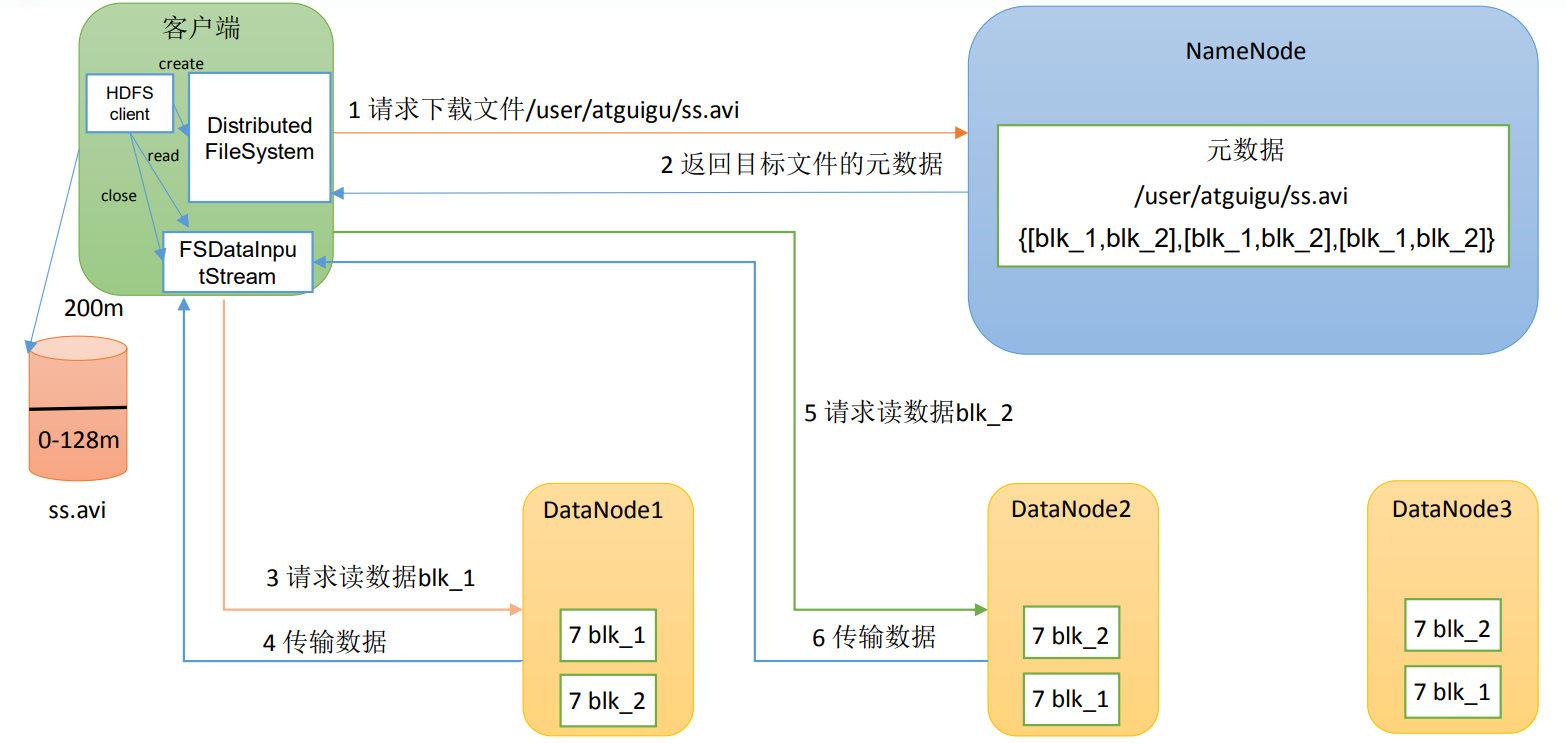 客户端
create
HDFS
client
Distributed
FileSystem
read
close
FSDataInpu
tStream
200m
0-128m
ss.avi
1 请求下载文件/user/atguigu/ss.avi
2 返回目标文件的元数据
NameNode
元数据
/user/atguigu/ss.avi
{[blk_1,blk_2],[blk_1,blk_2],[blk_1,blk_2]}
3 请求读数据blk_1
4 传输数据
5 请求读数据blk_2
6 传输数据
DataNode1
7 blk_1
7 blk_2
DataNode2
7 blk_2
7 blk_1
DataNode3
7 blk_2
7 blk_1